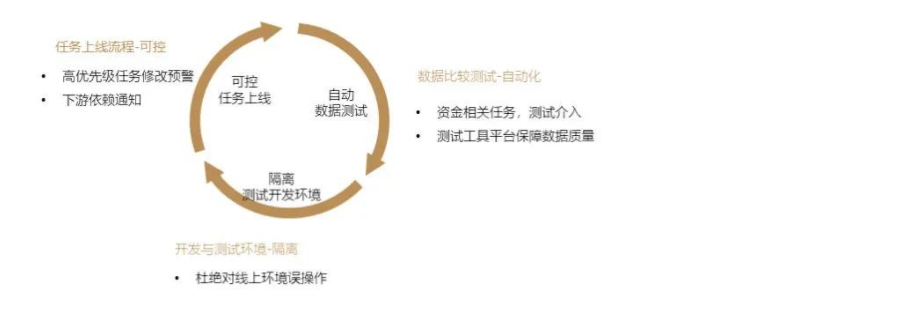 任务上线流程-可控
• 高优先级任务修改预警
• 下游依赖通知
可控
任务上线
自动
数据测试
数据比较测试-自动化
• 资金相关任务，测试介入
• 测试工具平台保障数据质量
隔离
测试开发环境
开发与测试环境-隔离
• 杜绝对线上环境误操作